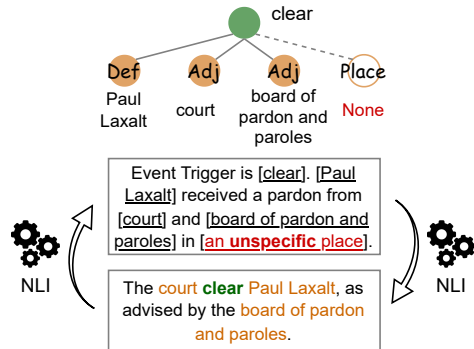 clear
Def Adj Adj Place
Paul Laxalt
court
board of pardon and paroles
None
Event Trigger is [clear]. [Paul
Laxalt] received a pardon from
[court] and [board of pardon and
paroles] in [an unspecific place].
NLI
NLI
The court clear Paul Laxalt, as
advised by the board of pardon
and paroles.